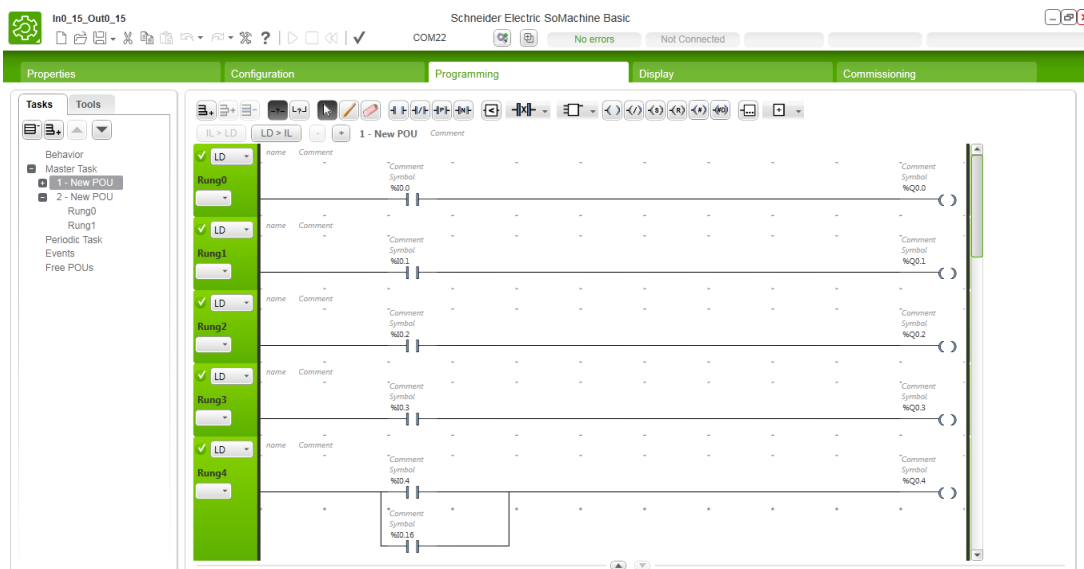 In0_15_Out0_15
Schneider Electric SoMachine Basic
COM22
No errors
Not Connected
Properties
Configuration
Programming
Display
Commissioning
Tasks
Tools
IL > LD
LD > IL
-
+
1 - New POU
Comment
Behavior
Master Task
1 - New POU
2 - New POU
Rung0
Rung1
Periodic Task
Events
Free POUs
LD
name Comment
Rung0
Comment
Symbol
%I0.0
Comment
Symbol
%Q0.0
LD
name Comment
Rung1
Comment
Symbol
%I0.1
Comment
Symbol
%Q0.1
LD
name Comment
Rung2
Comment
Symbol
%I0.2
Comment
Symbol
%Q0.2
LD
name Comment
Rung3
Comment
Symbol
%I0.3
Comment
Symbol
%Q0.3
LD
name Comment
Rung4
Comment
Symbol
%I0.4
Comment
Symbol
%Q0.4
Comment
Symbol
%I0.16